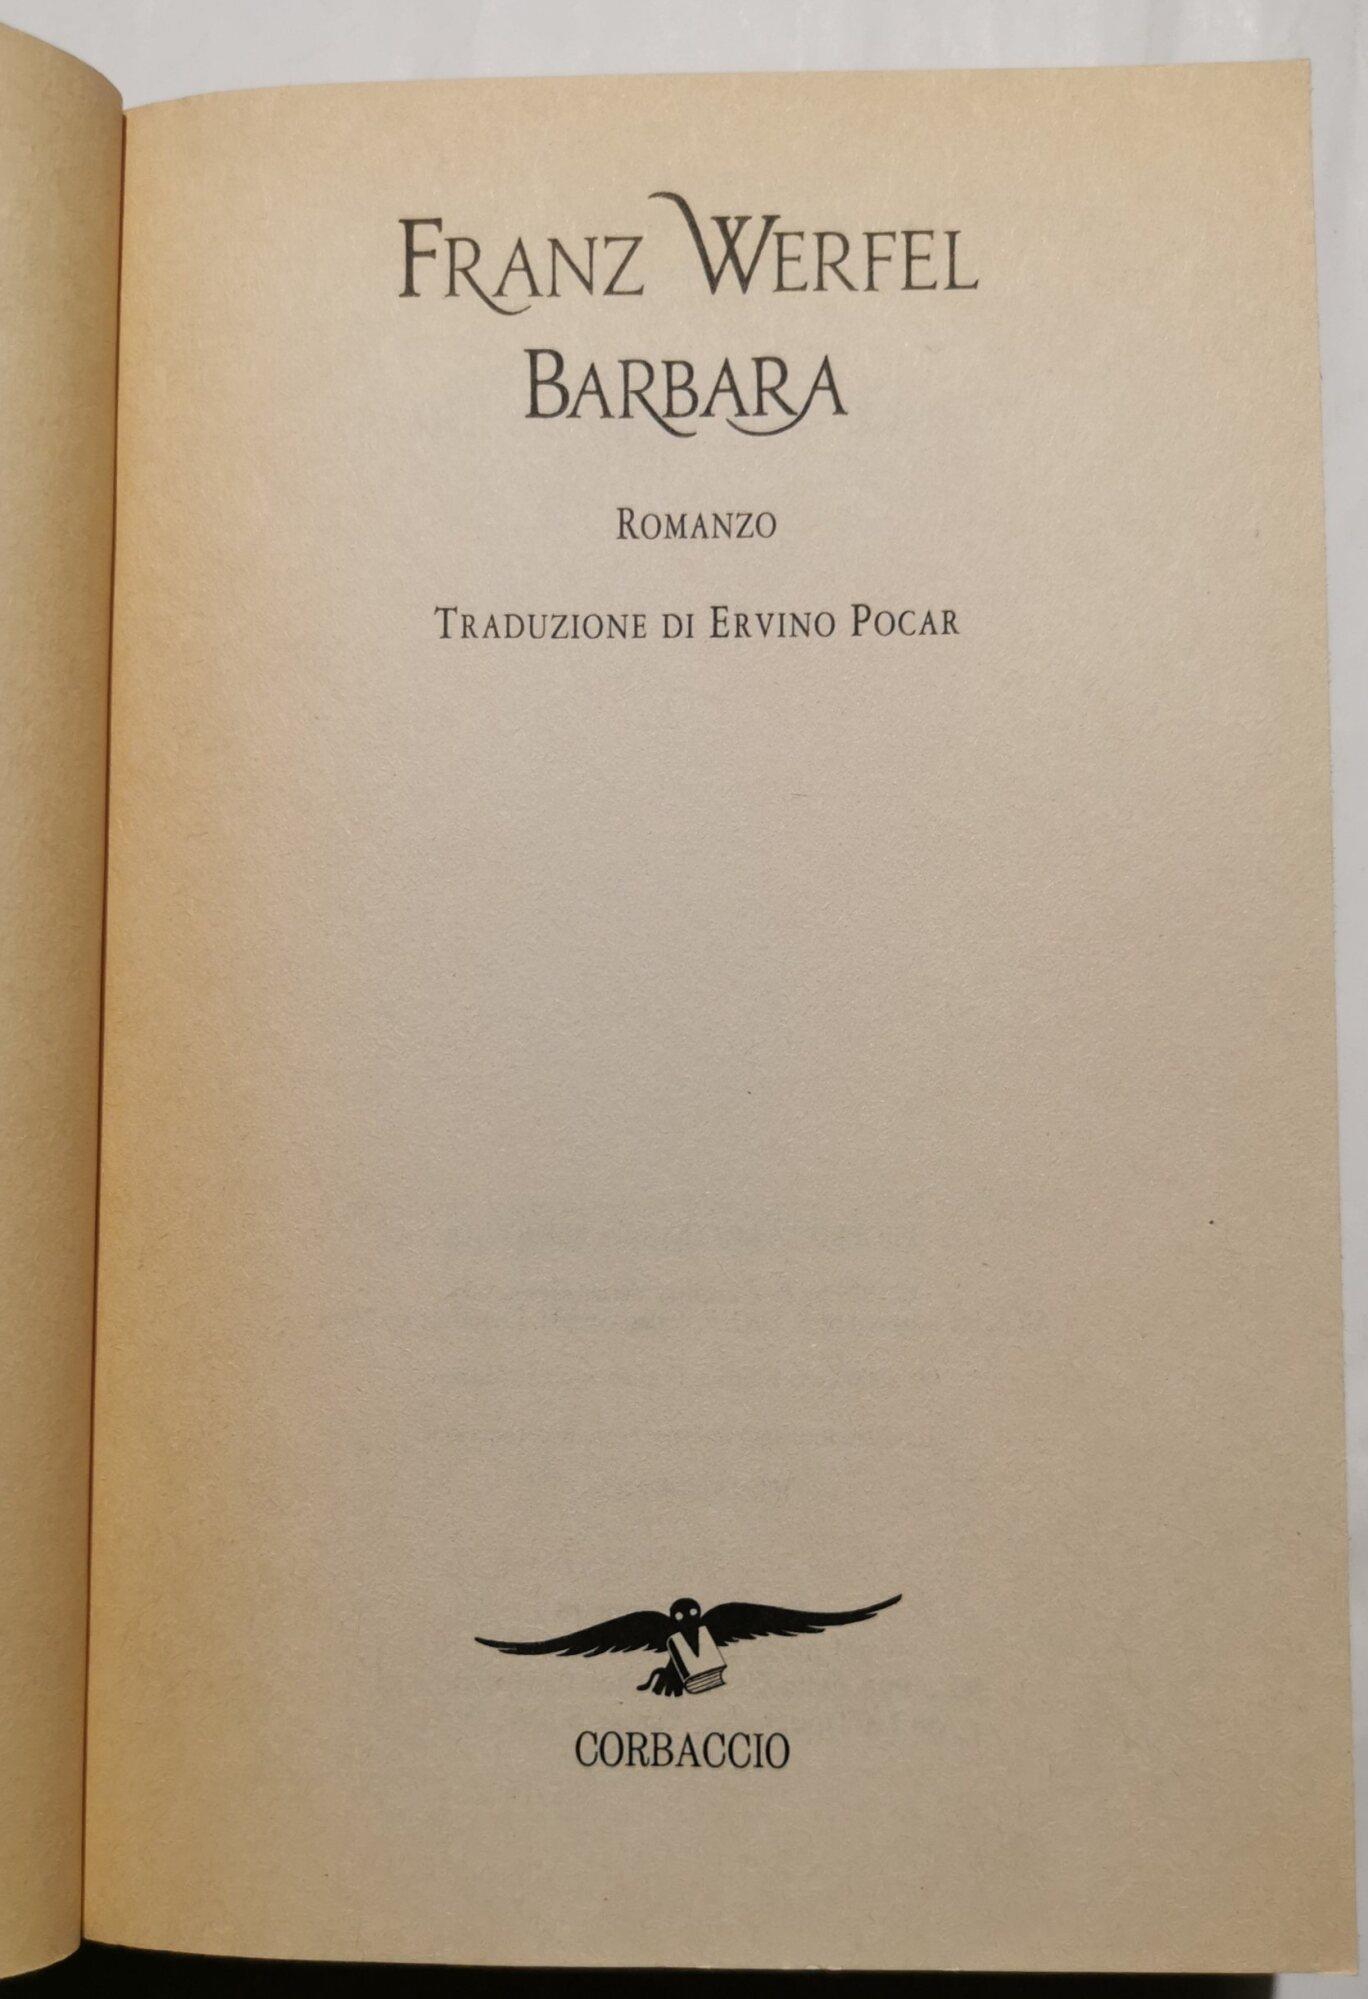 FRANZ WERFEL
BARBARA
ROMANZO
TRADUZIONE DI ERVINO POCAR
CORBACCIO